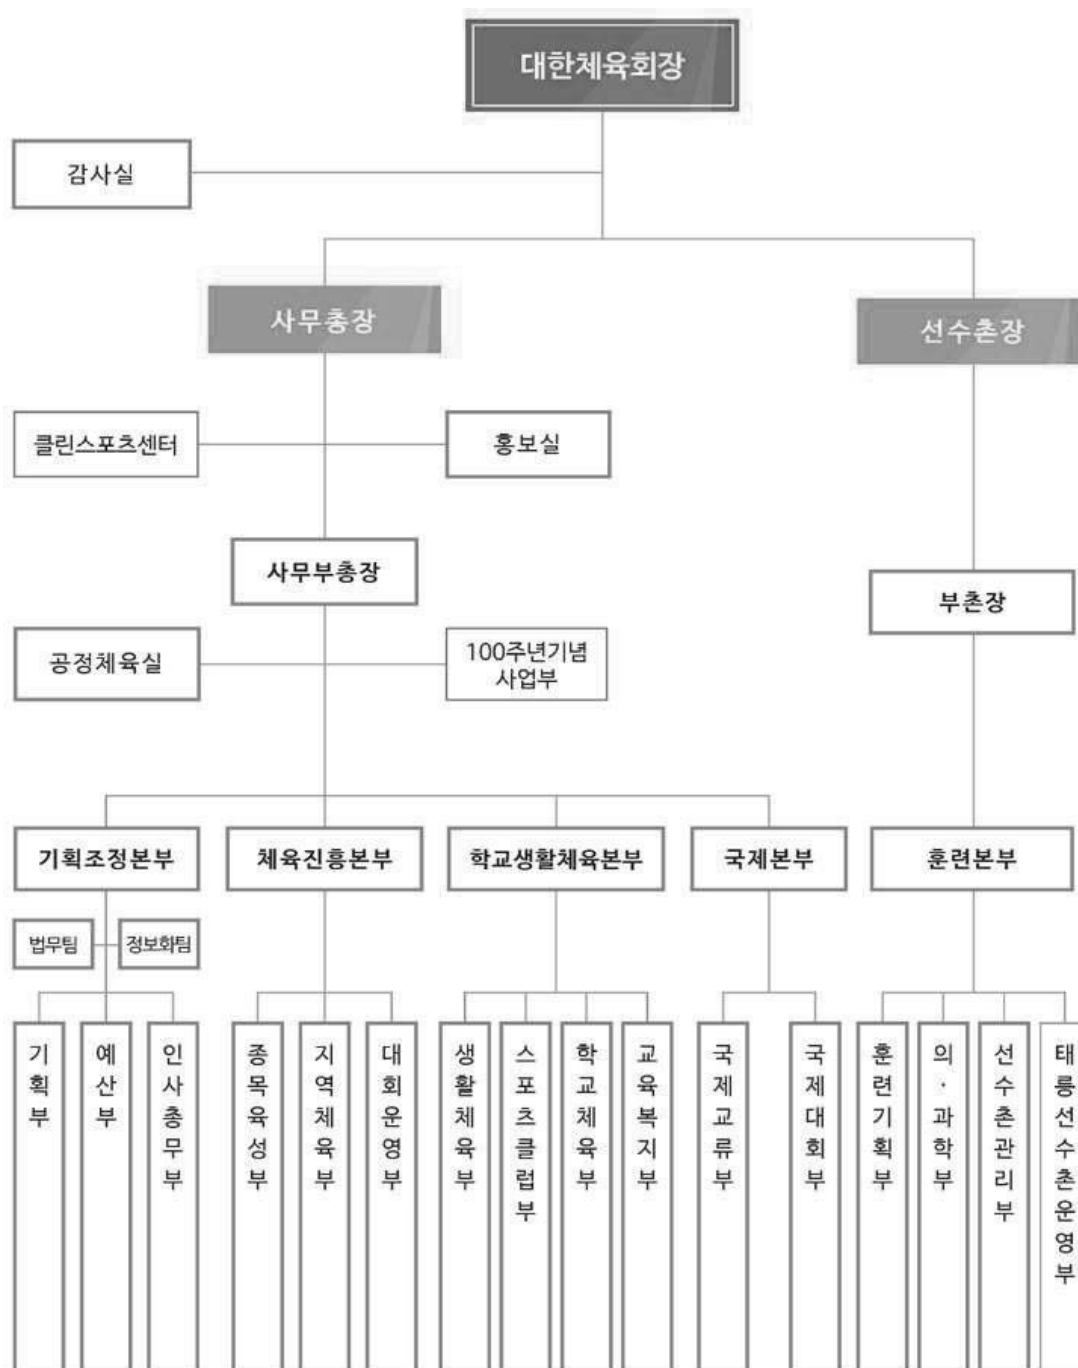 대한체육회장
감사실
사무총장
선수촌장
클린스포츠센터
홍보실
사무부총장
부촌장
공정체육실
100주년기념
사업부
기획조정본부
체육진흥본부
학교생활체육본부
국제본부
훈련본부
법무팀
정보화팀
기획부
예산부
인사총무부
종목육성부
지역체육부
대회운영부
생활체육부
스포츠클럽부
학교체육부
교육복지부
국제교류부
국제대회부
훈련기획부
의·과학부
선수촌관리부
태릉선수촌운영부